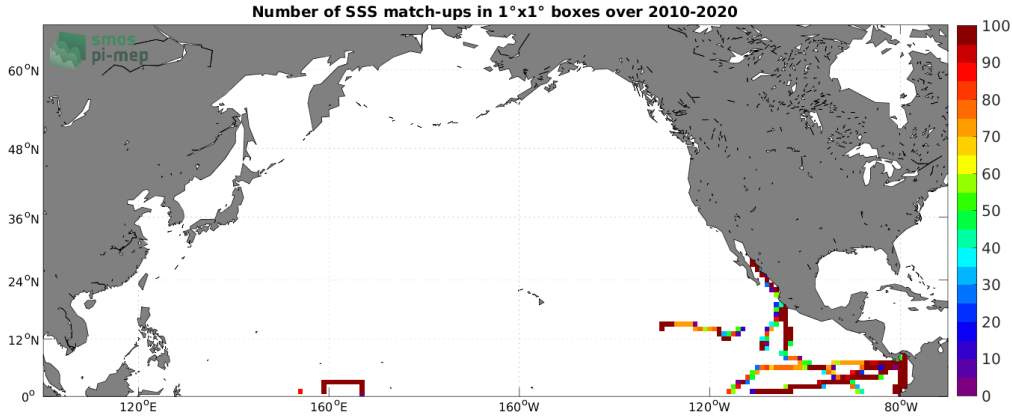 Number of SSS match-ups in 1°x1° boxes over 2010-2020
smos
pi-mep
60°N
48°N
36°N
24°N
12°N
0°
120°E
160°E
160°W
120°W
80°W
100
90
80
70
60
50
40
30
20
10
0